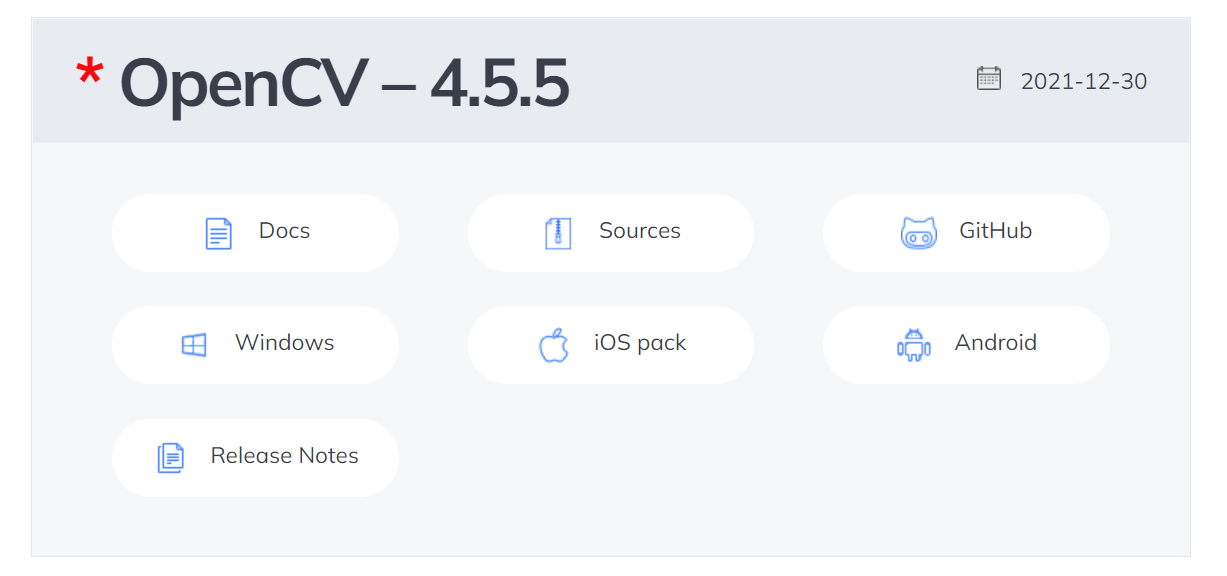 * OpenCV – 4.5.5
2021-12-30
Docs
Sources
GitHub
Windows
iOS pack
Android
Release Notes